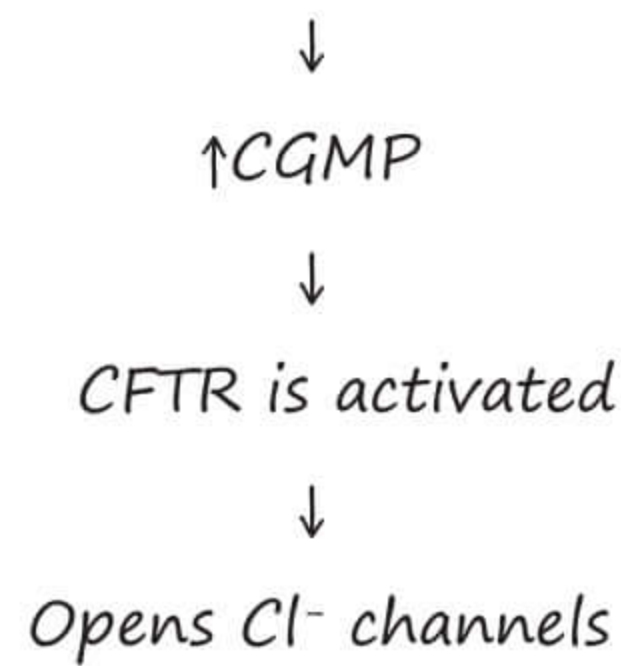 ↓
↑CGMP
↓
CFTR is activated
↓
Opens Cl⁻ channels